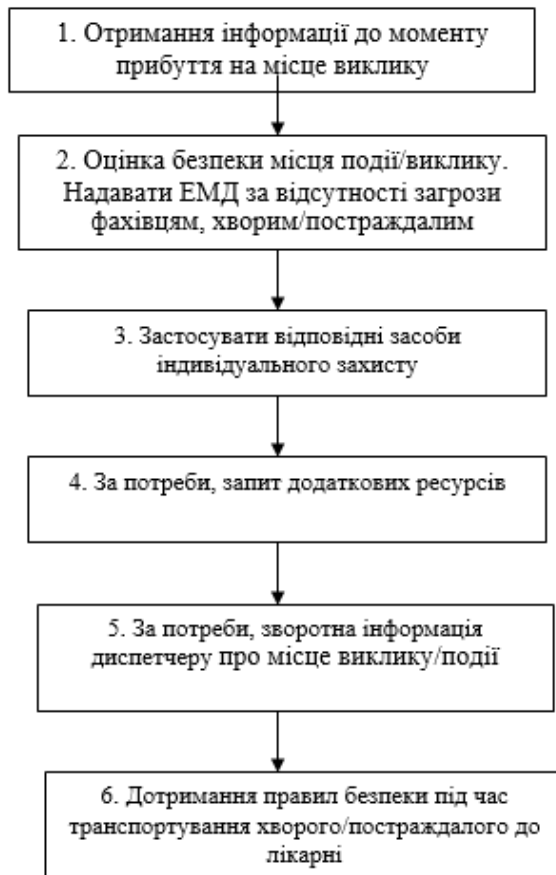 1. Отримання інформації до моменту
прибуття на місце виклику
2. Оцінка безпеки місця події/виклику.
Надавати ЕМД за відсутності загрози
фахівцям, хворим/постраждалим
3. Застосувати відповідні засоби
індивідуального захисту
4. За потреби, запит додаткових ресурсів
5. За потреби, зворотна інформація
диспетчеру про місце виклику/події
6. Дотримання правил безпеки під час
транспортування хворого/постраждалого до
лікарні